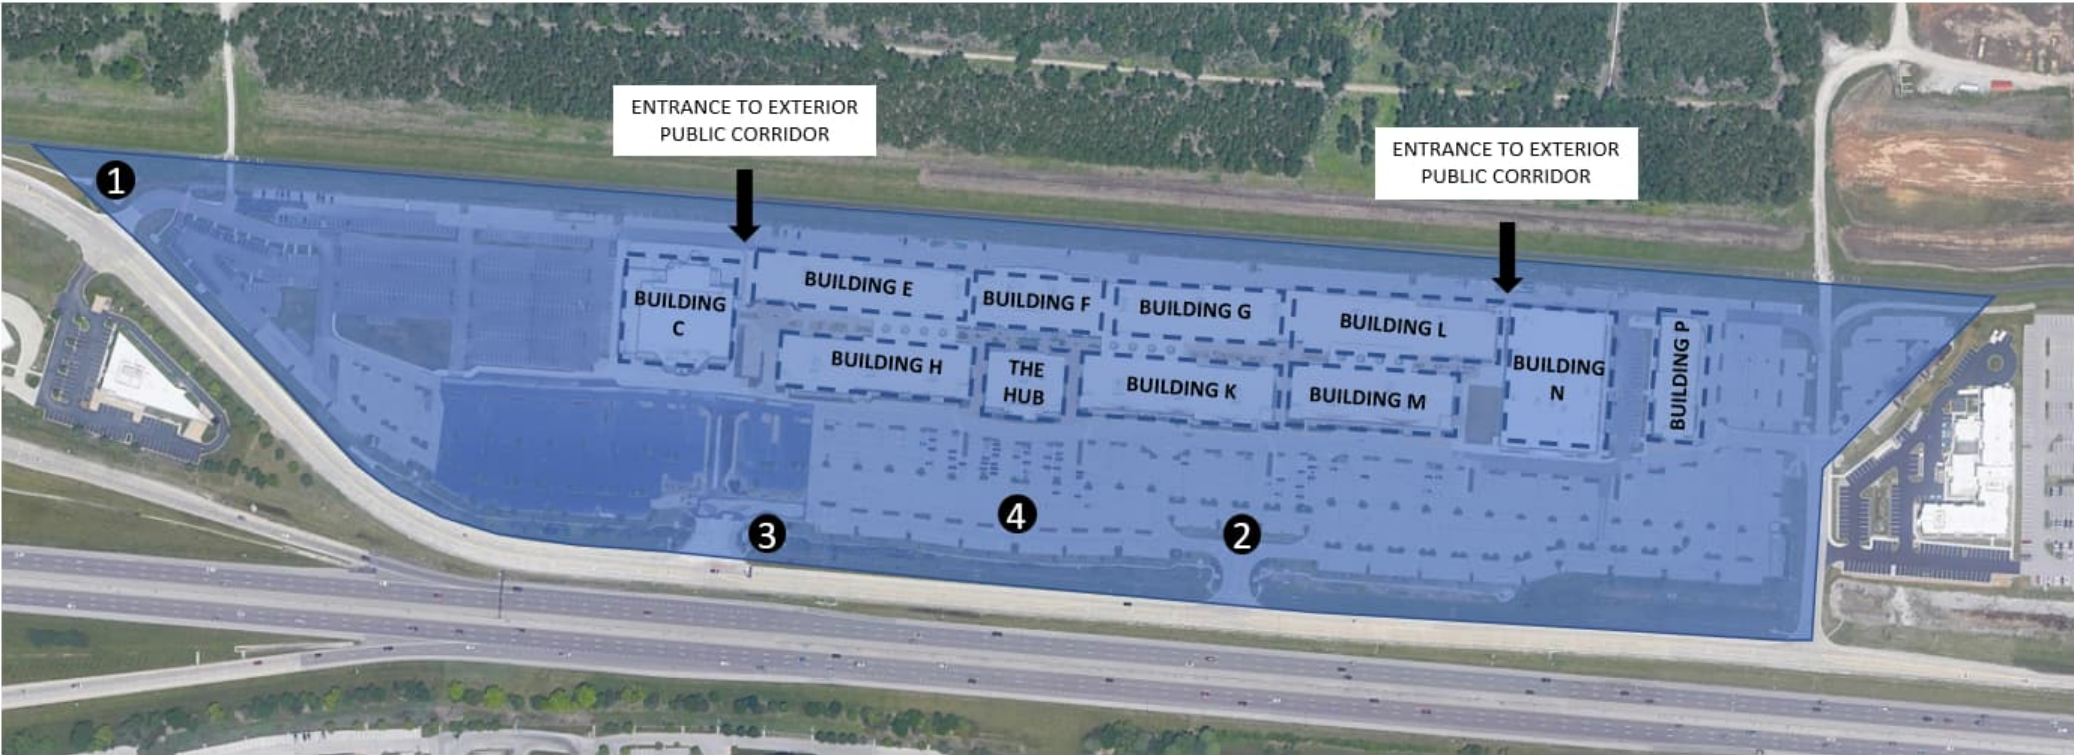 ENTRANCE TO EXTERIOR
PUBLIC CORRIDOR
ENTRANCE TO EXTERIOR
PUBLIC CORRIDOR
1
BUILDING
C
BUILDING E
BUILDING F
BUILDING G
BUILDING L
BUILDING H
THE
HUB
BUILDING K
BUILDING M
BUILDING
N
BUILDING P
3
4
2